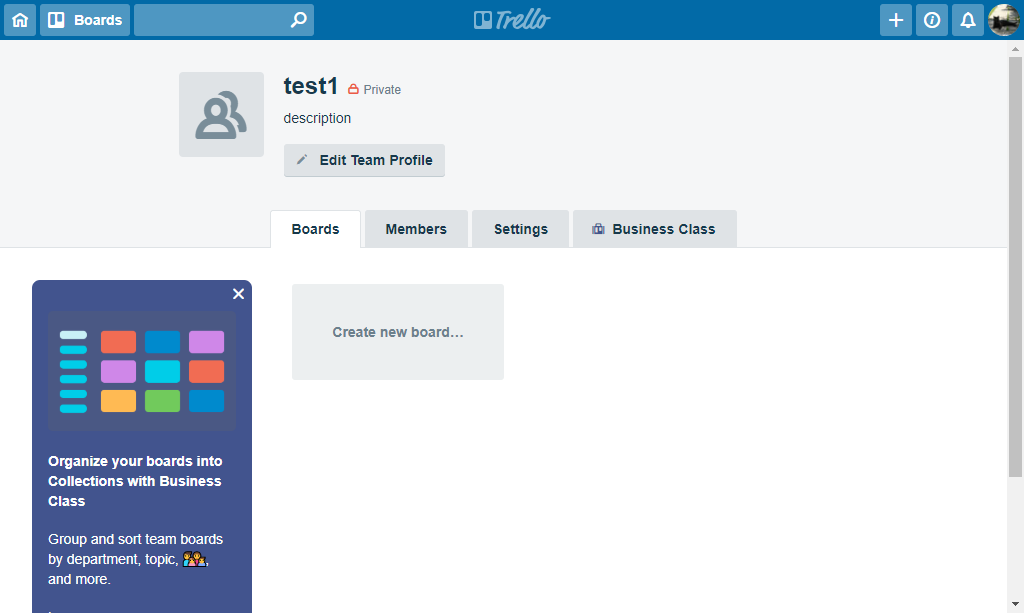 Boards
Trello
test1 Private
description
Edit Team Profile
Boards Members Settings Business Class
Create new board…
Organize your boards into
Collections with Business
Class
Group and sort team boards
by department, topic, 👨‍👩‍👧,
and more.